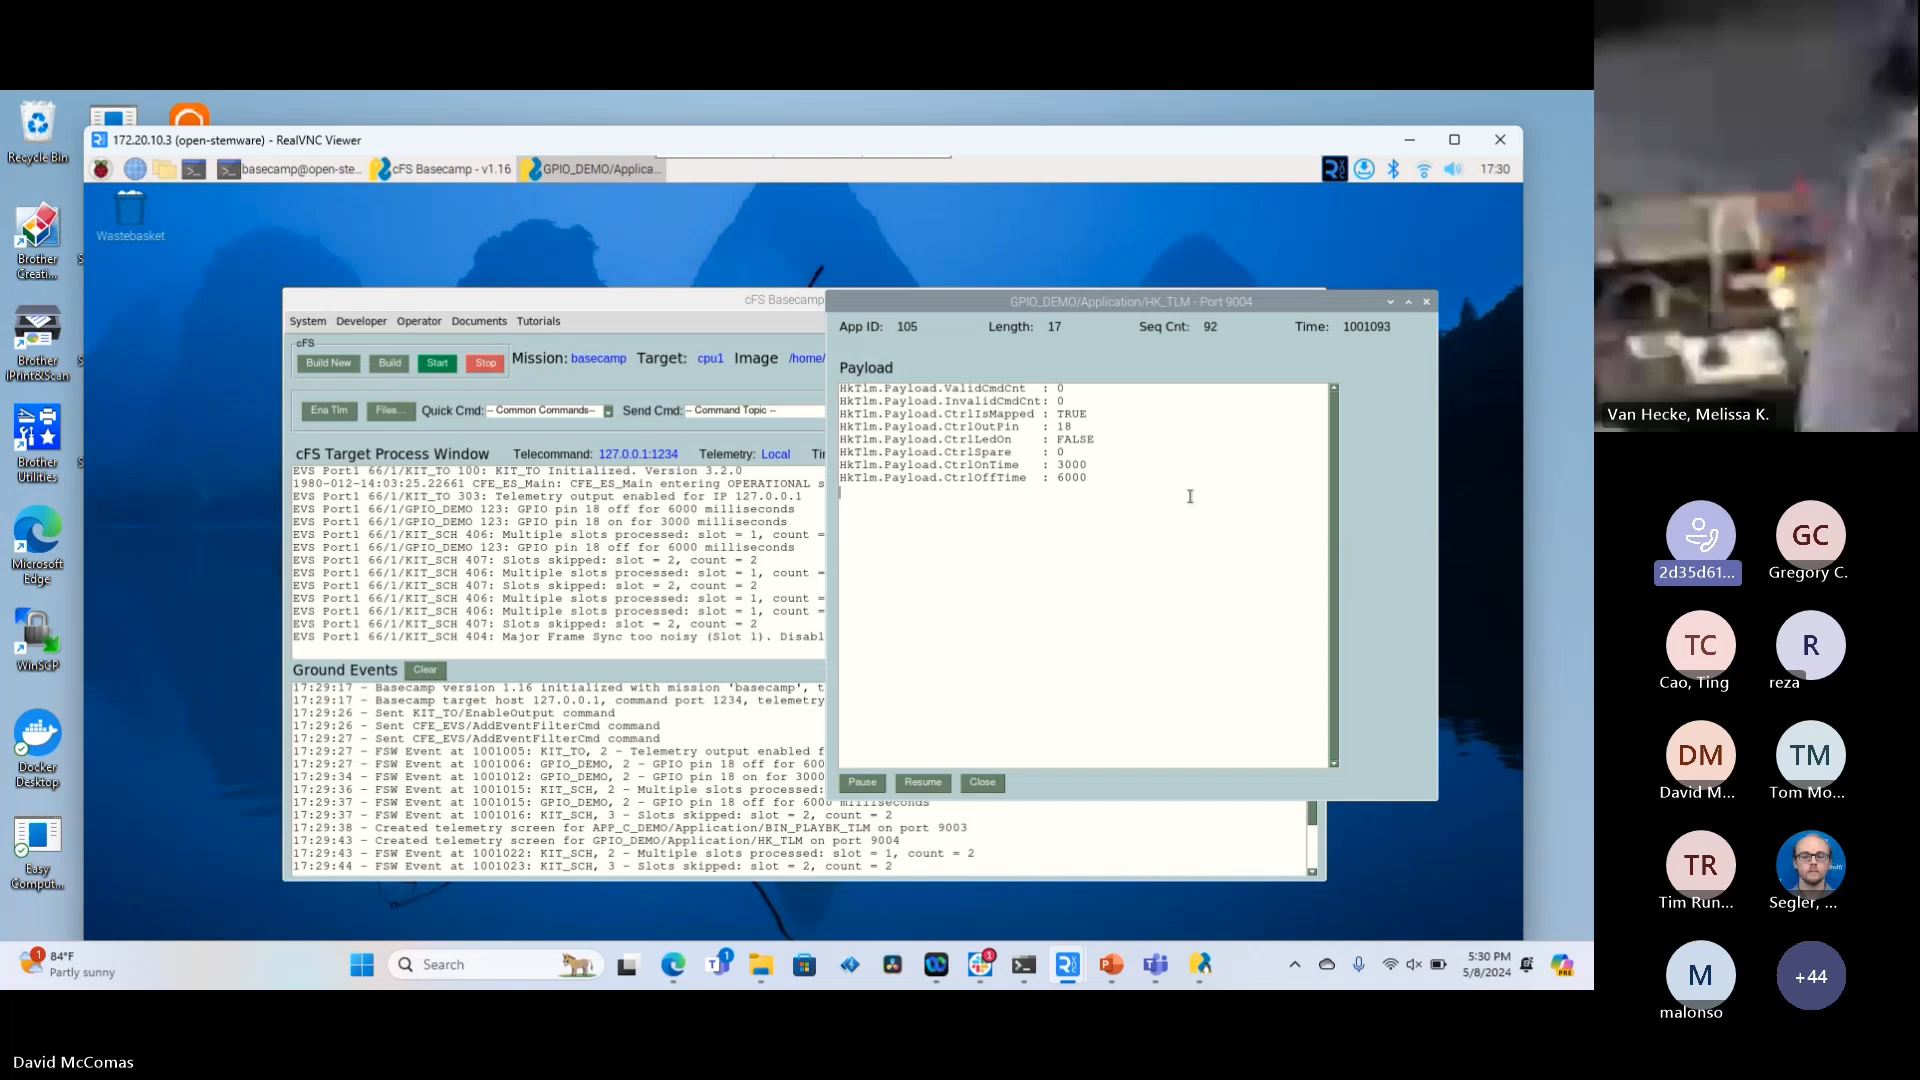 172.20.10.3 (open-stemware) - RealVNC Viewer
basecamp@open-ste...
cFS Basecamp - v1.16
GPIO_DEMO/Applica...
17:30
Recycle Bin
Wastebasket
Brother Creati...
Brother iPrint&Scan
Brother Utilities
Microsoft Edge
WinSCP
Docker Desktop
Easy Comput...
cFS Basecamp
System Developer Operator Documents Tutorials
cFS
Build New Build Start Stop Mission: basecamp Target: cpu1 Image /home/
Ena Tlm Files... Quick Cmd: -- Common Commands-- Send Cmd: -- Command Topic --
cFS Target Process Window Telecommand: 127.0.0.1:1234 Telemetry: Local Tir
EVS Port1 66/1/KIT_TO 100: KIT_TO Initialized. Version 3.2.0
1980-012-14:03:25.22661 CFE_ES_Main: CFE_ES_Main entering OPERATIONAL s
EVS Port1 66/1/KIT_TO 303: Telemetry output enabled for IP 127.0.0.1
EVS Port1 66/1/GPIO_DEMO 123: GPIO pin 18 off for 6000 milliseconds
EVS Port1 66/1/GPIO_DEMO 123: GPIO pin 18 on for 3000 milliseconds
EVS Port1 66/1/KIT_SCH 406: Multiple slots processed: slot = 1, count =
EVS Port1 66/1/GPIO_DEMO 123: GPIO pin 18 off for 6000 milliseconds
EVS Port1 66/1/KIT_SCH 407: Slots skipped: slot = 2, count = 2
EVS Port1 66/1/KIT_SCH 406: Multiple slots processed: slot = 1, count =
EVS Port1 66/1/KIT_SCH 407: Slots skipped: slot = 2, count = 2
EVS Port1 66/1/KIT_SCH 406: Multiple slots processed: slot = 1, count =
EVS Port1 66/1/KIT_SCH 406: Multiple slots processed: slot = 1, count =
EVS Port1 66/1/KIT_SCH 407: Slots skipped: slot = 2, count = 2
EVS Port1 66/1/KIT_SCH 404: Major Frame Sync too noisy (Slot 1). Disabl
Ground Events Clear
17:29:17 - Basecamp version 1.16 initialized with mission 'basecamp', t
17:29:17 - Basecamp target host 127.0.0.1, command port 1234, telemetry
17:29:26 - Sent KIT_TO/EnableOutput command
17:29:26 - Sent CFE_EVS/AddEventFilterCmd command
17:29:27 - Sent CFE_EVS/AddEventFilterCmd command
17:29:27 - FSW Event at 1001005: KIT_TO, 2 - Telemetry output enabled f
17:29:27 - FSW Event at 1001006: GPIO_DEMO, 2 - GPIO pin 18 off for 600
17:29:34 - FSW Event at 1001012: GPIO_DEMO, 2 - GPIO pin 18 on for 3000
17:29:36 - FSW Event at 1001015: KIT_SCH, 2 - Multiple slots processed:
17:29:37 - FSW Event at 1001015: GPIO_DEMO, 2 - GPIO pin 18 off for 6000 milliseconds
17:29:37 - FSW Event at 1001016: KIT_SCH, 3 - Slots skipped: slot = 2, count = 2
17:29:38 - Created telemetry screen for APP_C_DEMO/Application/BIN_PLAYBK_TLM on port 9003
17:29:43 - Created telemetry screen for GPIO_DEMO/Application/HK_TLM on port 9004
17:29:43 - FSW Event at 1001022: KIT_SCH, 2 - Multiple slots processed: slot = 1, count = 2
17:29:44 - FSW Event at 1001023: KIT_SCH, 3 - Slots skipped: slot = 2, count = 2
GPIO_DEMO/Application/HK_TLM - Port 9004
App ID: 105 Length: 17 Seq Cnt: 92 Time: 1001093
Payload
HkTlm.Payload.ValidCmdCnt : 0
HkTlm.Payload.InvalidCmdCnt: 0
HkTlm.Payload.CtrlIsMapped : TRUE
HkTlm.Payload.CtrlOutPin : 18
HkTlm.Payload.CtrlLedOn : FALSE
HkTlm.Payload.CtrlSpare : 0
HkTlm.Payload.CtrlOnTime : 3000
HkTlm.Payload.CtrlOffTime : 6000
Pause Resume Close
84°F
Partly sunny
Search
5:30 PM
5/8/2024
David McComas
Van Hecke, Melissa K.
2d35d61...
GC
Gregory C.
TC
Cao, Ting
R
reza
DM
David M...
TM
Tom Mo...
TR
Tim Run...
Segler, ...
M
malonso
+44